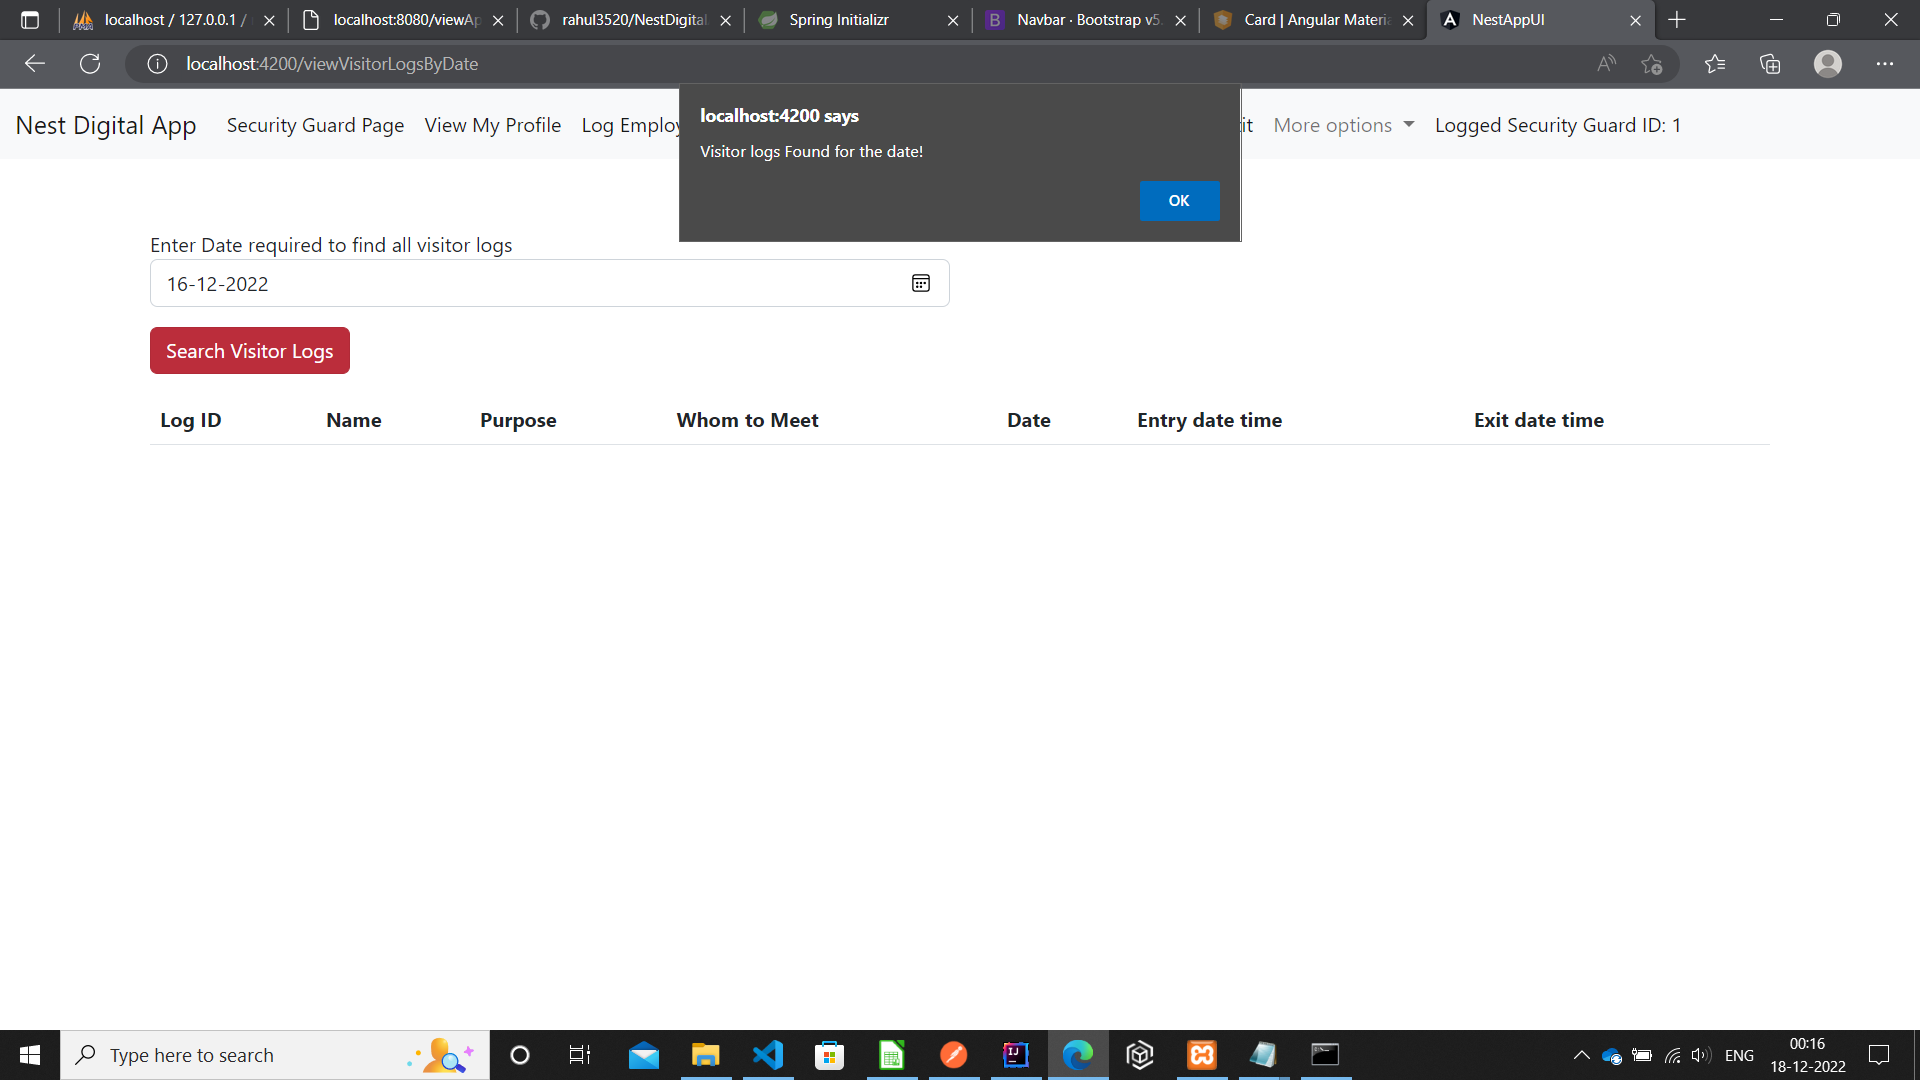 localhost / 127.0.0.1 /
localhost:8080/viewAp
rahul3520/NestDigital
Spring Initializr
Navbar · Bootstrap v5.
Card | Angular Materia
NestAppUI
localhost:4200/viewVisitorLogsByDate
Nest Digital App
Security Guard Page
View My Profile
Log Employ
it
More options
Logged Security Guard ID: 1
localhost:4200 says
Visitor logs Found for the date!
OK
Enter Date required to find all visitor logs
16-12-2022
Search Visitor Logs
Log ID Name Purpose Whom to Meet Date Entry date time Exit date time
Type here to search
ENG
00:16
18-12-2022